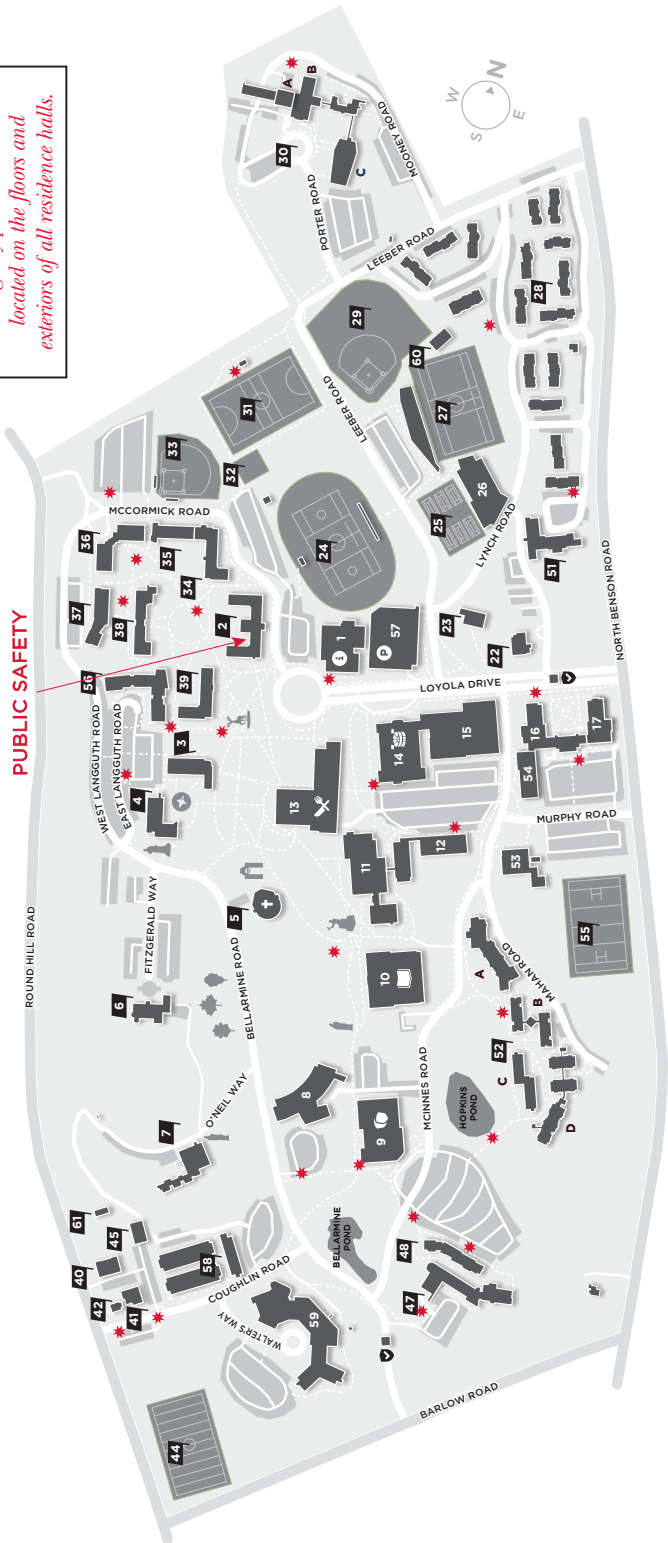 located on the floors and
exteriors of all residence halls.
PUBLIC SAFETY
N
W
S
E
A
B
30
C
MOONEY ROAD
PORTER ROAD
LEEBER ROAD
28
29
60
27
31
LEEBER ROAD
33
32
MCCORMICK ROAD
24
25
26
LYNCH ROAD
51
36
35
34
37
38
2
1
i
57
P
23
22
56
39
3
LOYOLA DRIVE
NORTH BENSON ROAD
WEST LANGGUTH ROAD
EAST LANGGUTH ROAD
4
13
14
15
16
17
54
ROUND HILL ROAD
FITZGERALD WAY
5
11
12
53
MURPHY ROAD
55
6
BELLARMINE ROAD
10
A
B
52
C
D
MAHAN ROAD
O'NEIL WAY
7
8
9
MCINNES ROAD
HOPKINS
POND
61
45
40
42
41
58
COUGHLIN ROAD
BELLARMINE
POND
48
47
WALTERS WAY
59
44
BARLOW ROAD